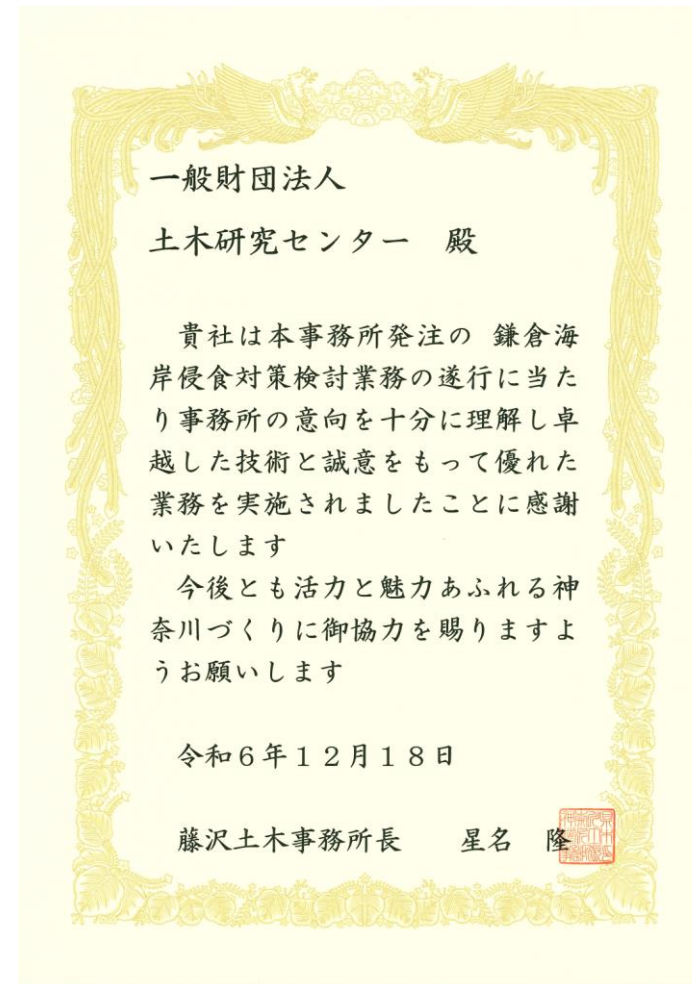 一般財団法人
土木研究センター　殿
貴社は本事務所発注の　鎌倉海
岸侵食対策検討業務の遂行に当た
り事務所の意向を十分に理解し卓
越した技術と誠意をもって優れた
業務を実施されましたことに感謝
いたします
今後とも活力と魅力あふれる神
奈川づくりに御協力を賜りますよ
うお願いします
令和６年１２月１８日
藤沢土木事務所長　　星名　隆